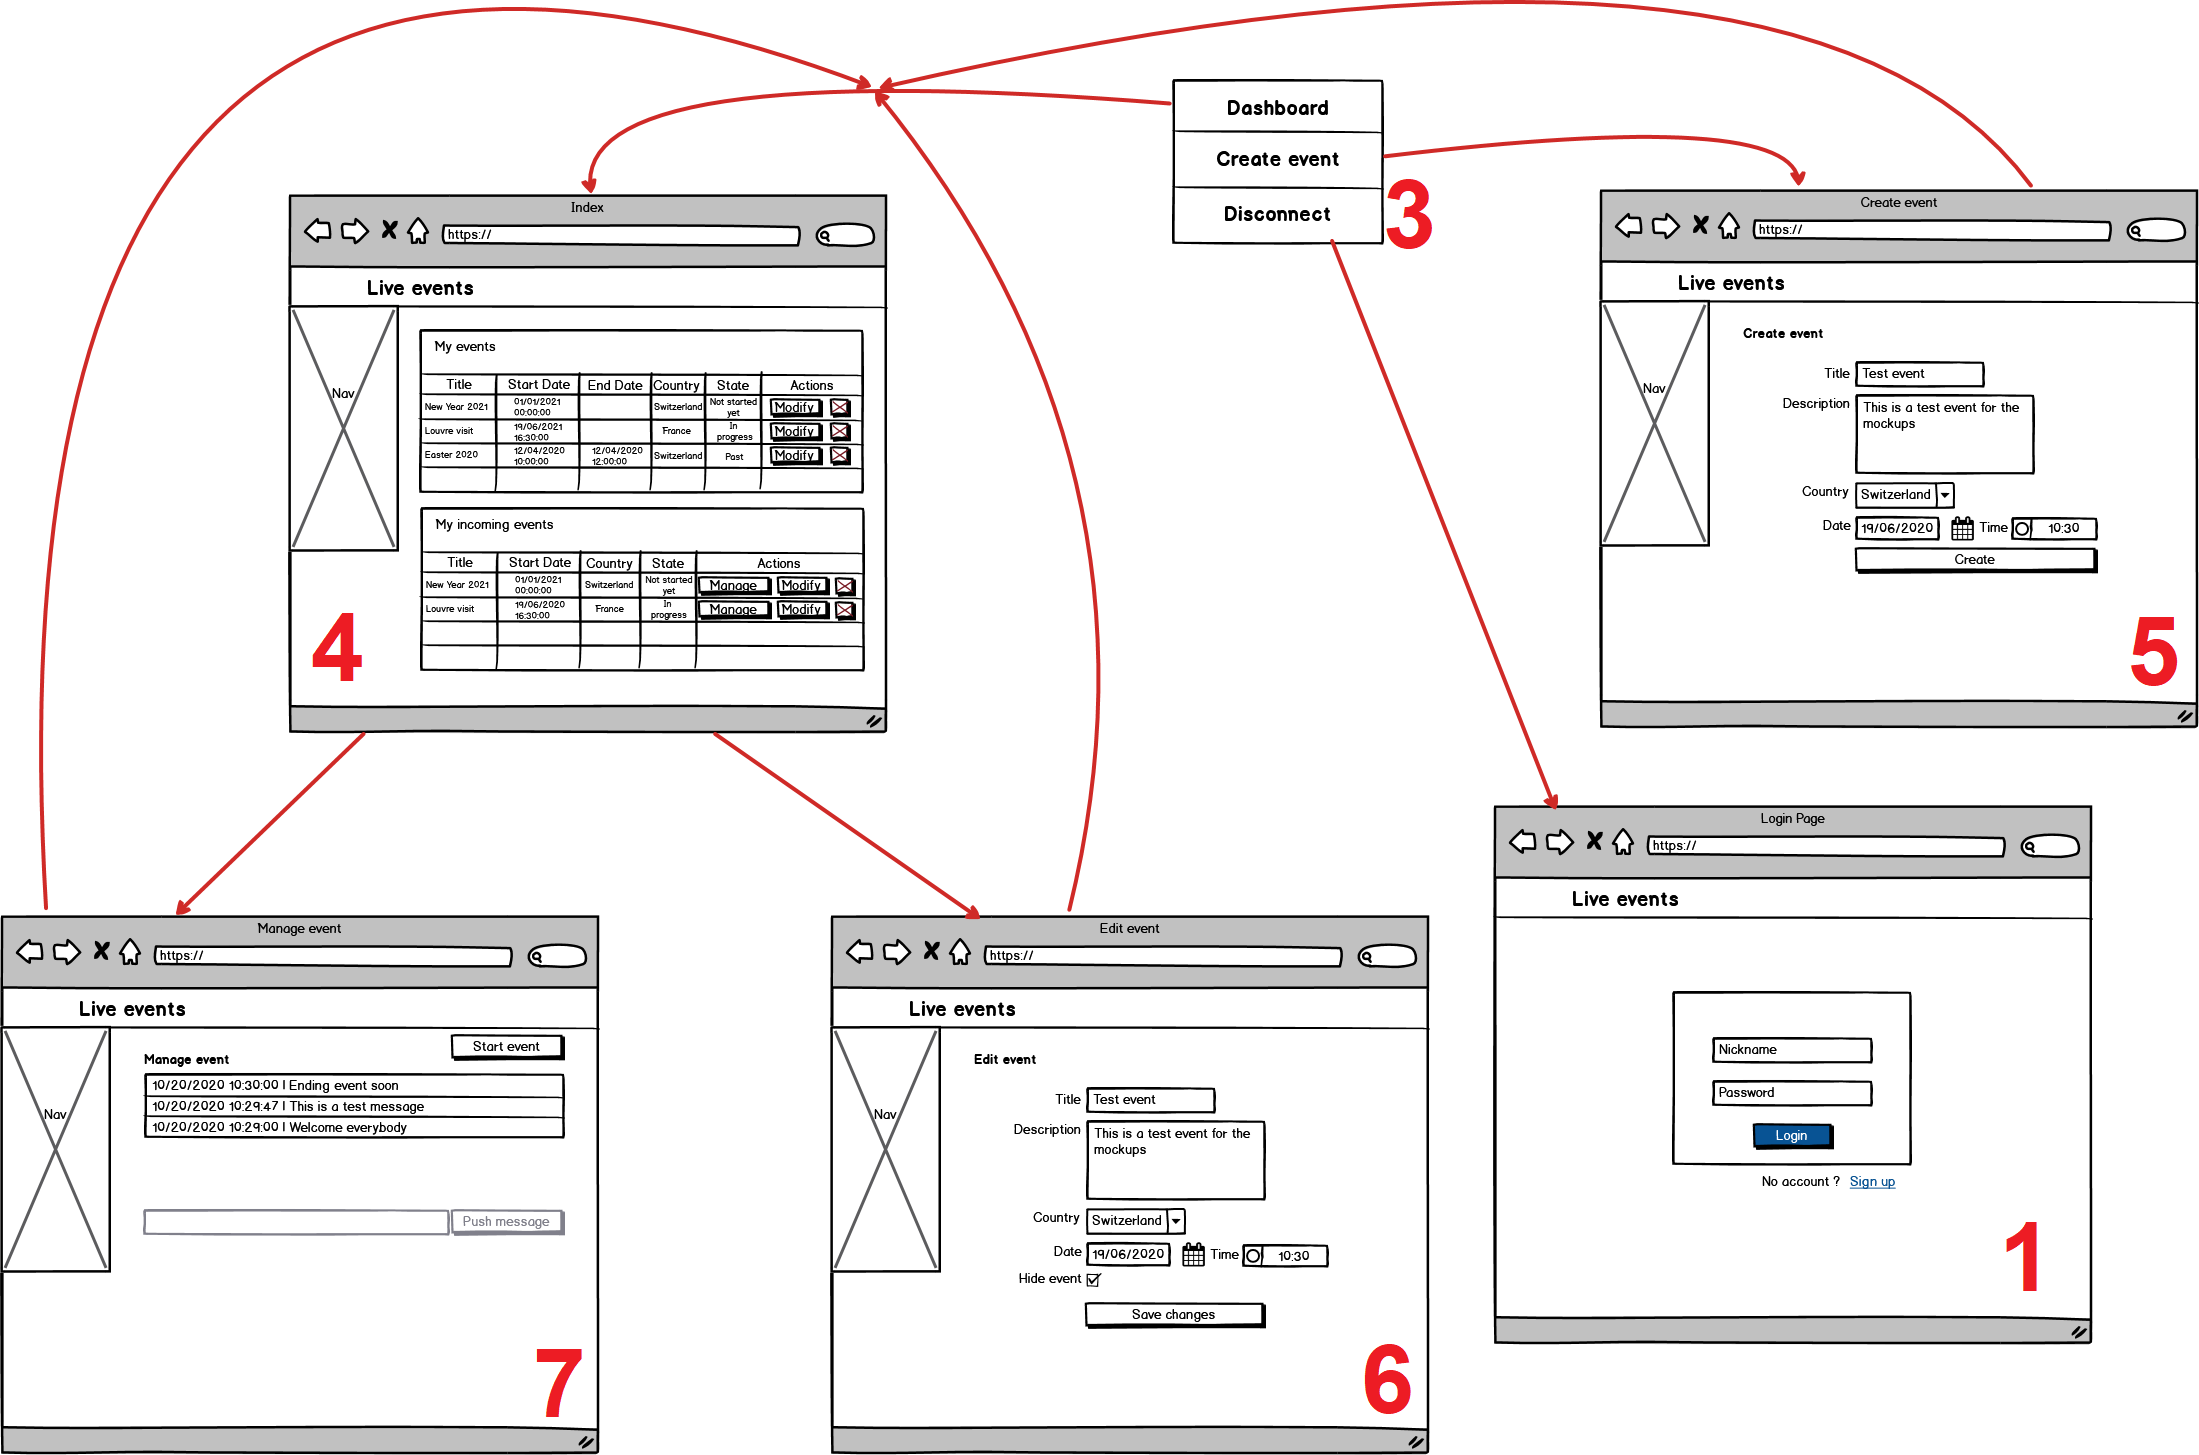 Dashboard
Create event
Disconnect
3
Index
https://
Live events
Nav
My events
Title Start Date End Date Country State Actions
New Year 2021 01/01/2021 00:00:00 Switzerland Not started yet Modify
Louvre visit 19/06/2021 16:30:00 France In progress Modify
Easter 2020 12/04/2020 10:00:00 12/04/2020 12:00:00 Switzerland Past Modify
My incoming events
Title Start Date Country State Actions
New Year 2021 01/01/2021 00:00:00 Switzerland Not started yet Manage Modify
Louvre visit 19/06/2020 16:30:00 France In progress Manage Modify
4
Create event
https://
Live events
Nav
Create event
Title Test event
Description This is a test event for the
mockups
Country Switzerland
Date 19/06/2020 Time 10:30
Create
5
Manage event
https://
Live events
Nav
Start event
Manage event
10/20/2020 10:30:00 | Ending event soon
10/20/2020 10:29:47 | This is a test message
10/20/2020 10:29:00 | Welcome everybody
Push message
7
Edit event
https://
Live events
Nav
Edit event
Title Test event
Description This is a test event for the
mockups
Country Switzerland
Date 19/06/2020 Time 10:30
Hide event
Save changes
6
Login Page
https://
Live events
Nickname
Password
Login
No account ? Sign up
1